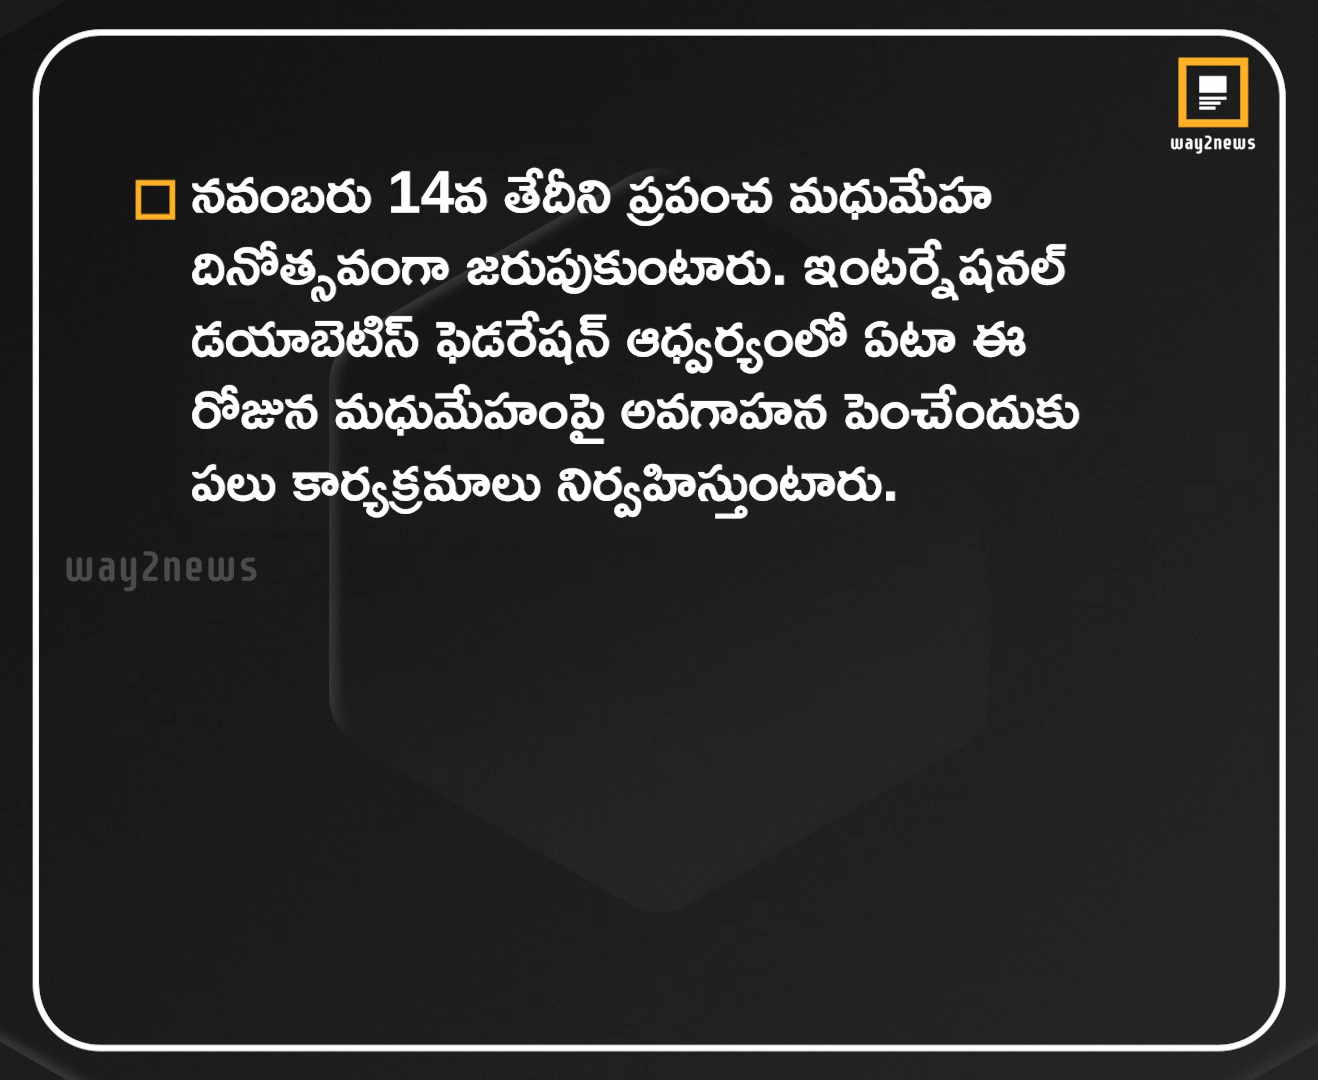 way2news
నవంబరు 14వ తేదీని ప్రపంచ మధుమేహ
దినోత్సవంగా జరుపుకుంటారు. ఇంటర్నేషనల్
డయాబెటిస్ ఫెడరేషన్ ఆధ్వర్యంలో ఏటా ఈ
రోజున మధుమేహంపై అవగాహన పెంచేందుకు
పలు కార్యక్రమాలు నిర్వహిస్తుంటారు.
way2news